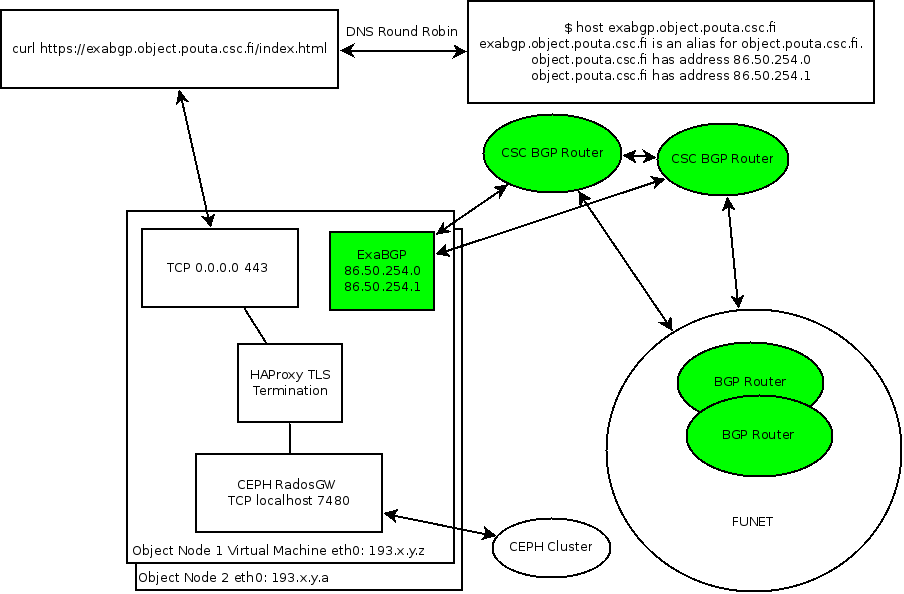 curl https://exabgp.object.pouta.csc.fi/index.html
DNS Round Robin
$ host exabgp.object.pouta.csc.fi
exabgp.object.pouta.csc.fi is an alias for object.pouta.csc.fi.
object.pouta.csc.fi has address 86.50.254.0
object.pouta.csc.fi has address 86.50.254.1
CSC BGP Router
CSC BGP Router
TCP 0.0.0.0 443
ExaBGP
86.50.254.0
86.50.254.1
HAProxy TLS
Termination
BGP Router
BGP Router
CEPH RadosGW
TCP localhost 7480
FUNET
CEPH Cluster
Object Node 1 Virtual Machine eth0: 193.x.y.z
Object Node 2 eth0: 193.x.y.a